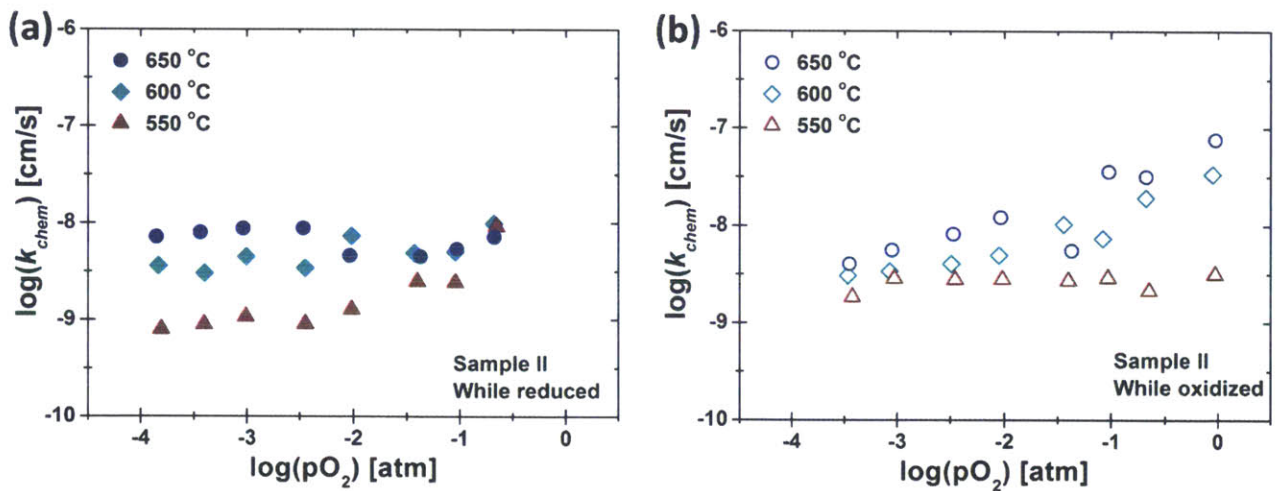 (a)
log(k_chem) [cm/s]
-6
-7
-8
-9
-10
650 °C
600 °C
550 °C
Sample II
While reduced
-4 -3 -2 -1 0
log(pO₂) [atm]
(b)
log(k_chem) [cm/s]
-6
-7
-8
-9
-10
650 °C
600 °C
550 °C
Sample II
While oxidized
-4 -3 -2 -1 0
log(pO₂) [atm]